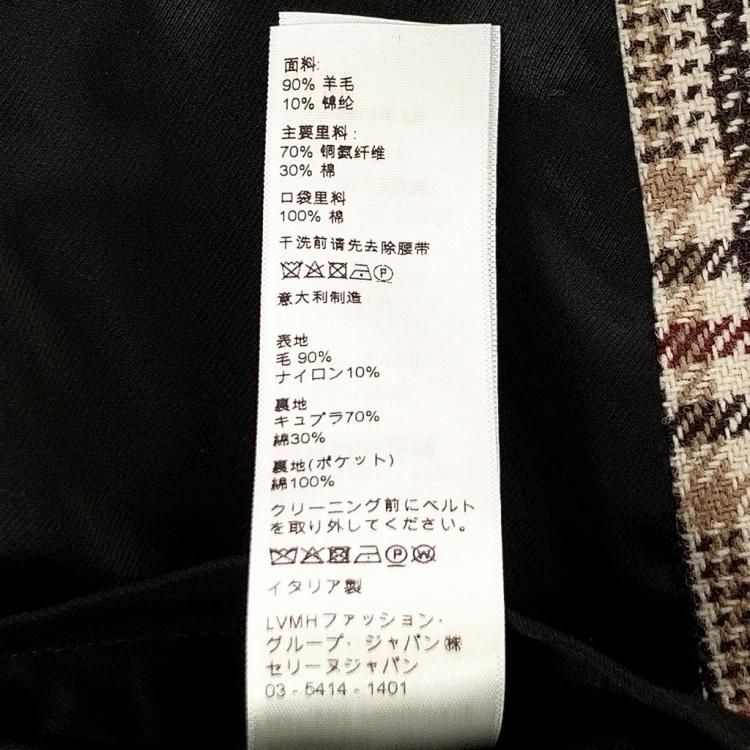 面料:
90% 羊毛
10% 锦纶
主要里料:
70% 铜氨纤维
30% 棉
口袋里料
100% 棉
干洗前请先去除腰带
P
意大利制造
表地
毛 90%
ナイロン10%
裏地
キュプラ70%
綿30%
裏地(ポケット)
綿100%
クリーニング前にベルト
を取り外してください。
P W
イタリア製
LVMHファッション・
グループ・ジャパン㈱
セリーヌジャパン
03 - 5414 - 1401